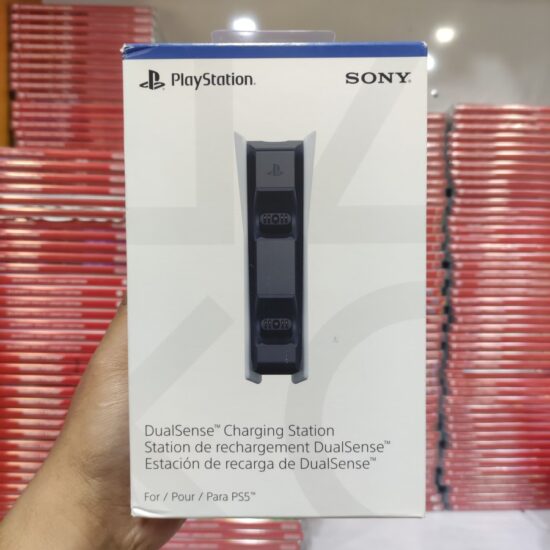 PlayStation®
SONY®
DualSense™ Charging Station
Station de rechargement DualSense™
Estación de recarga de DualSense™
For / Pour / Para PS5™